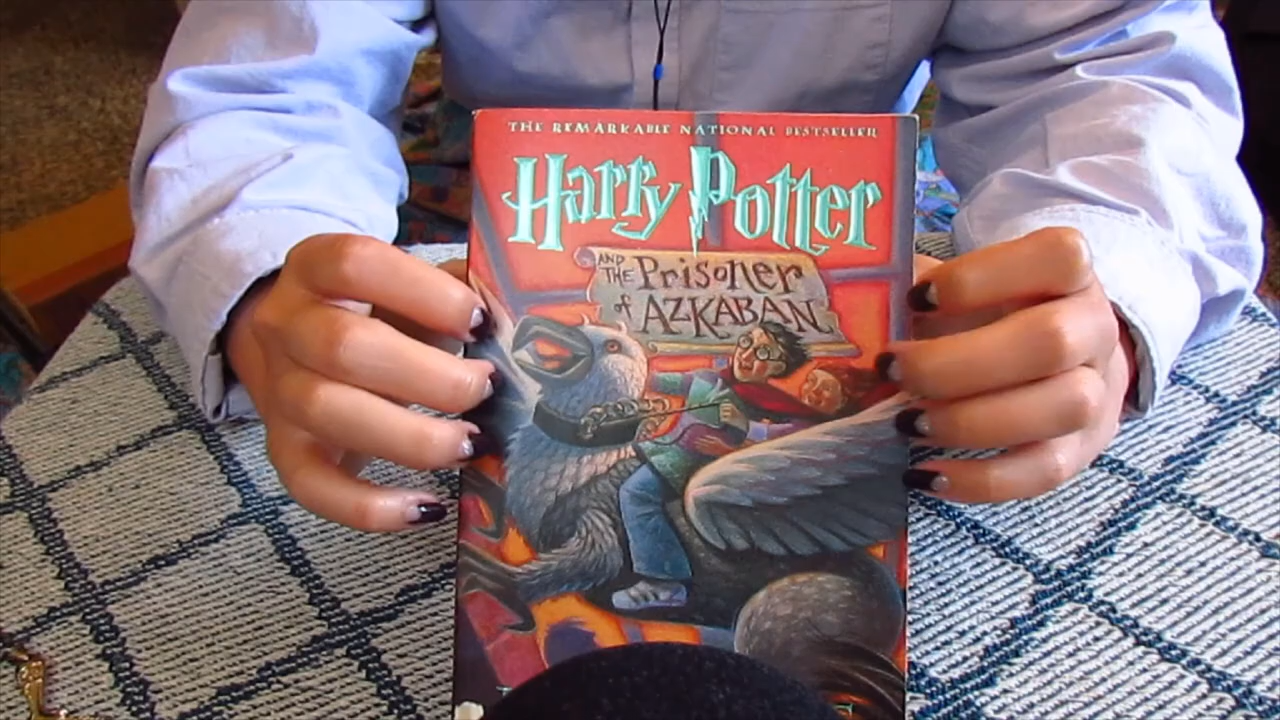 THE REMARKABLE NATIONAL BESTSELLER
Harry Potter
AND THE Prisoner
of AZKABAN